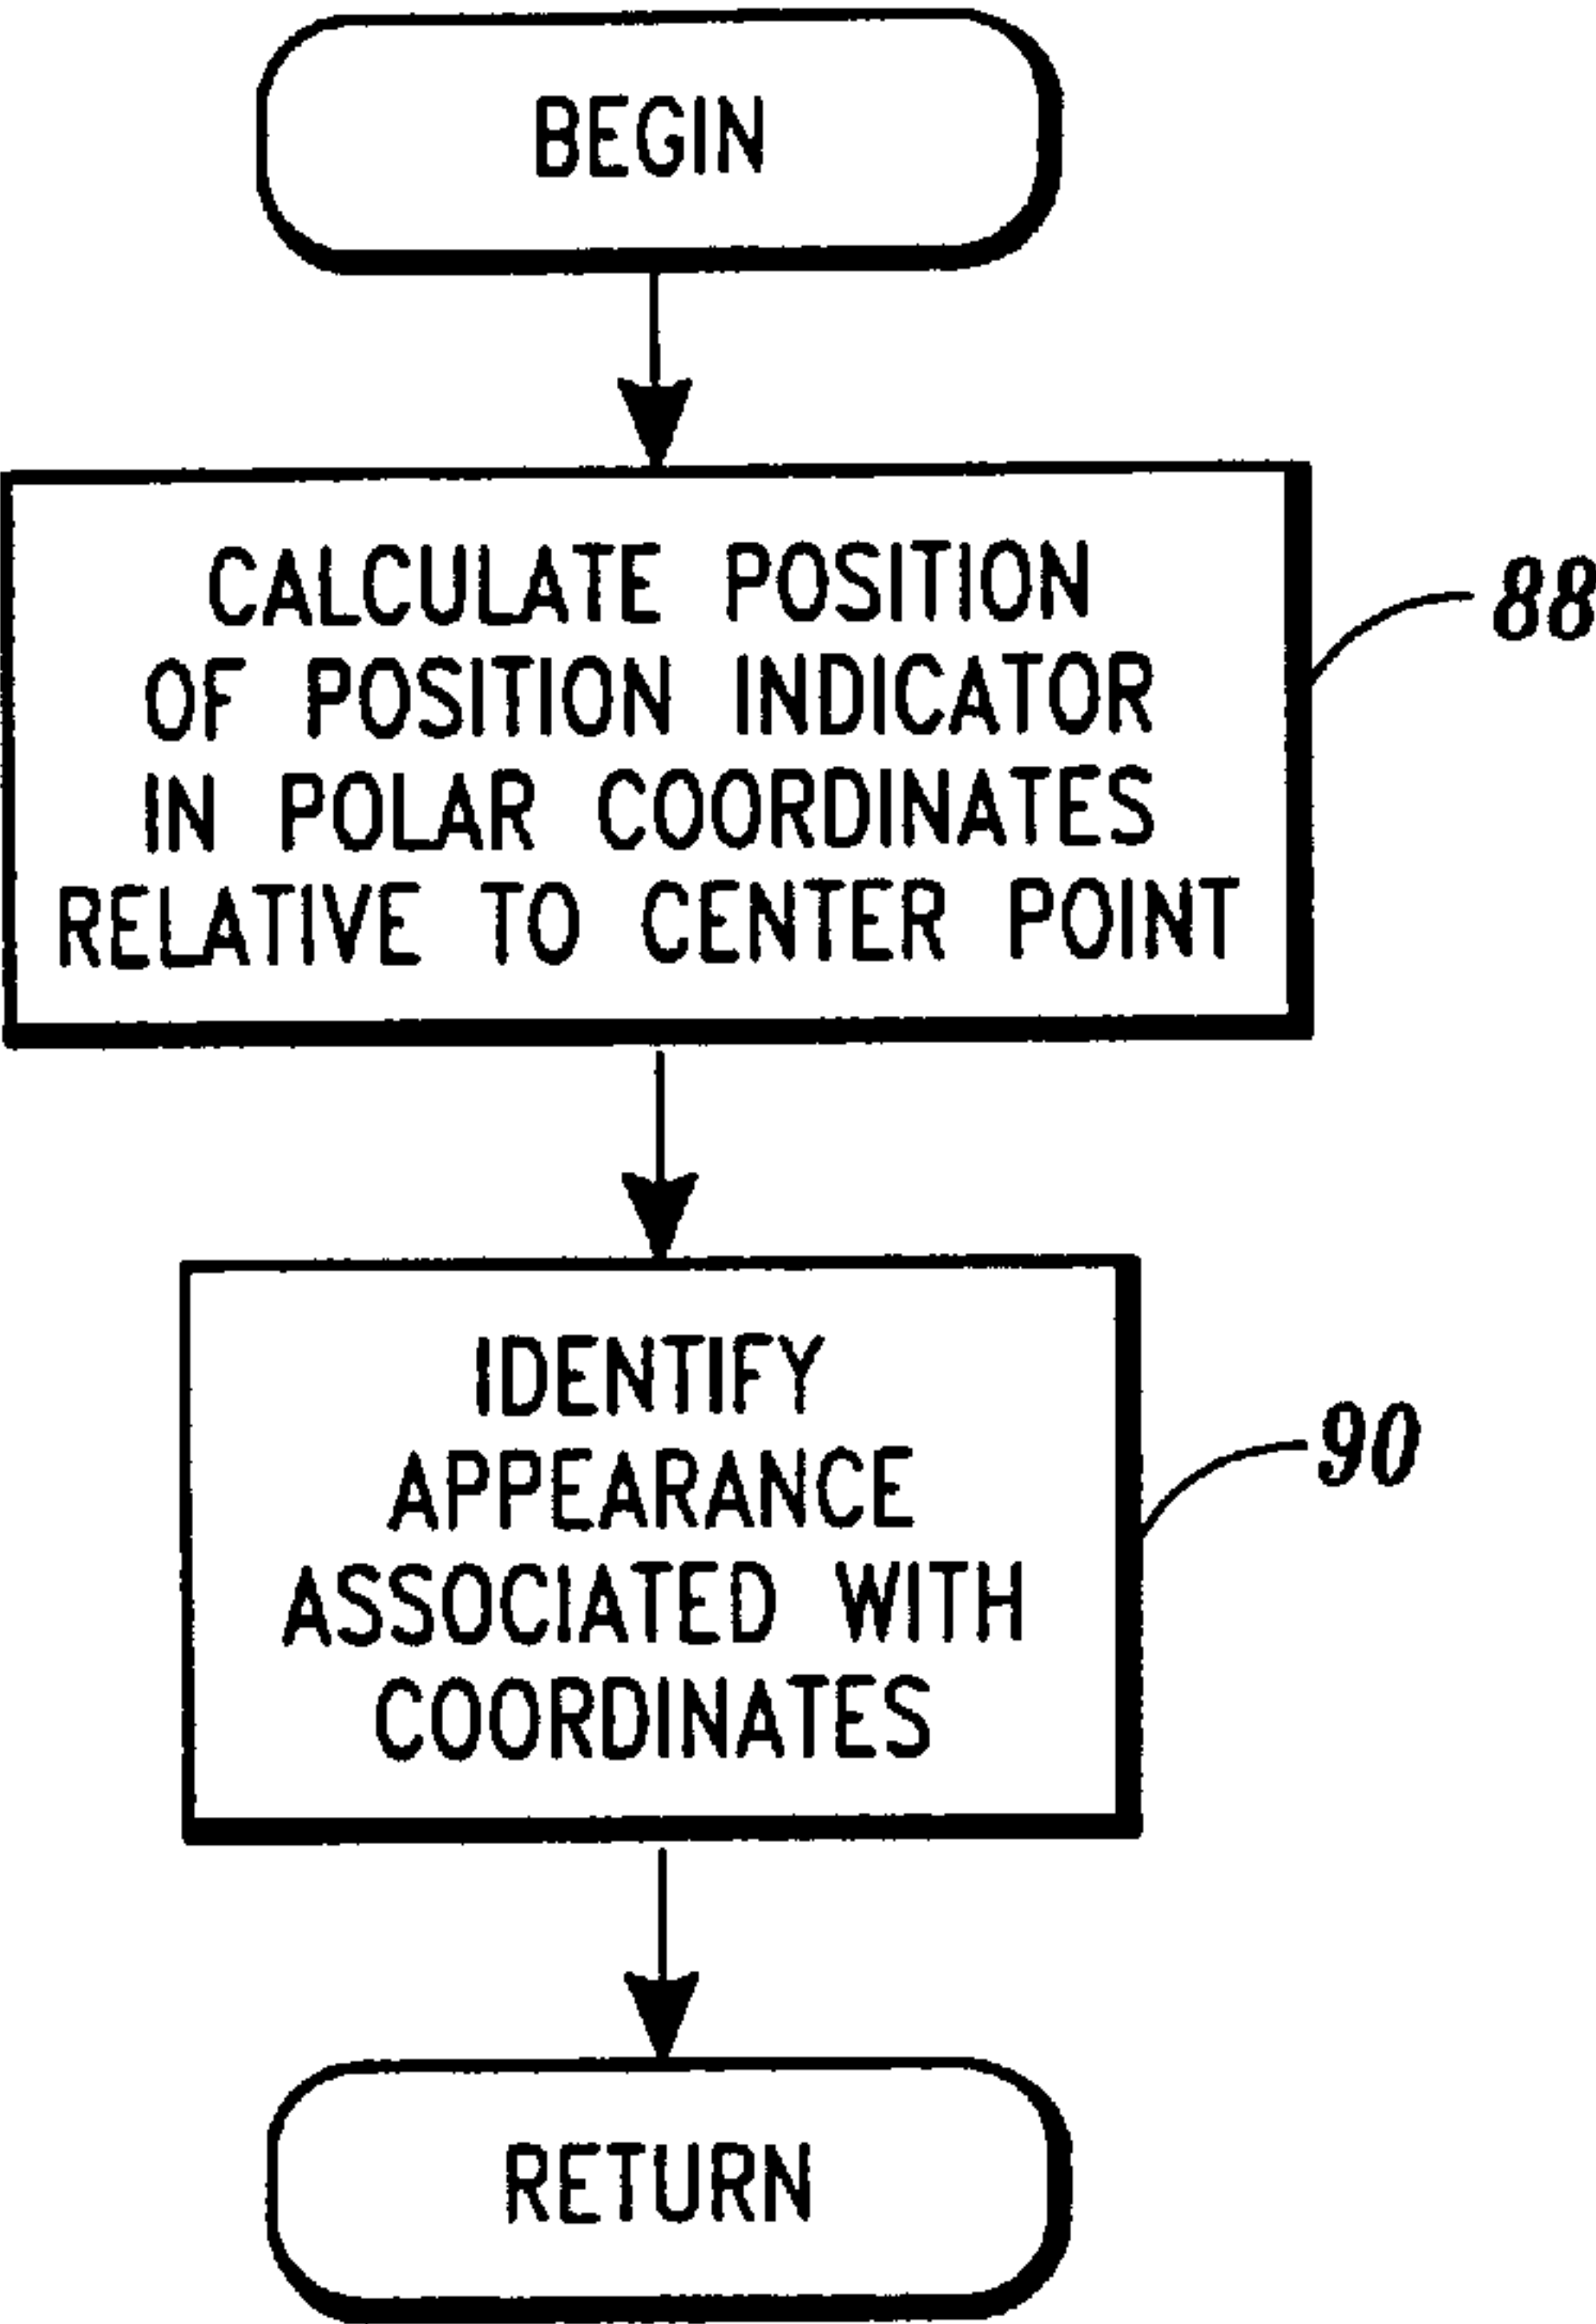 BEGIN
CALCULATE POSITION
OF POSITION INDICATOR
IN POLAR COORDINATES
RELATIVE TO CENTER POINT
88
IDENTIFY
APPEARANCE
ASSOCIATED WITH
COORDINATES
90
RETURN